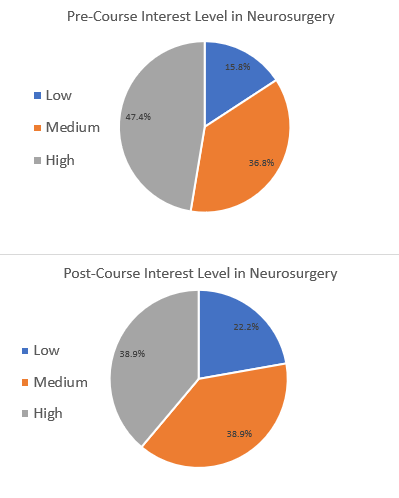 Pre-Course Interest Level in Neurosurgery
Low
Medium
High
15.8%
36.8%
47.4%
Post-Course Interest Level in Neurosurgery
Low
Medium
High
22.2%
38.9%
38.9%